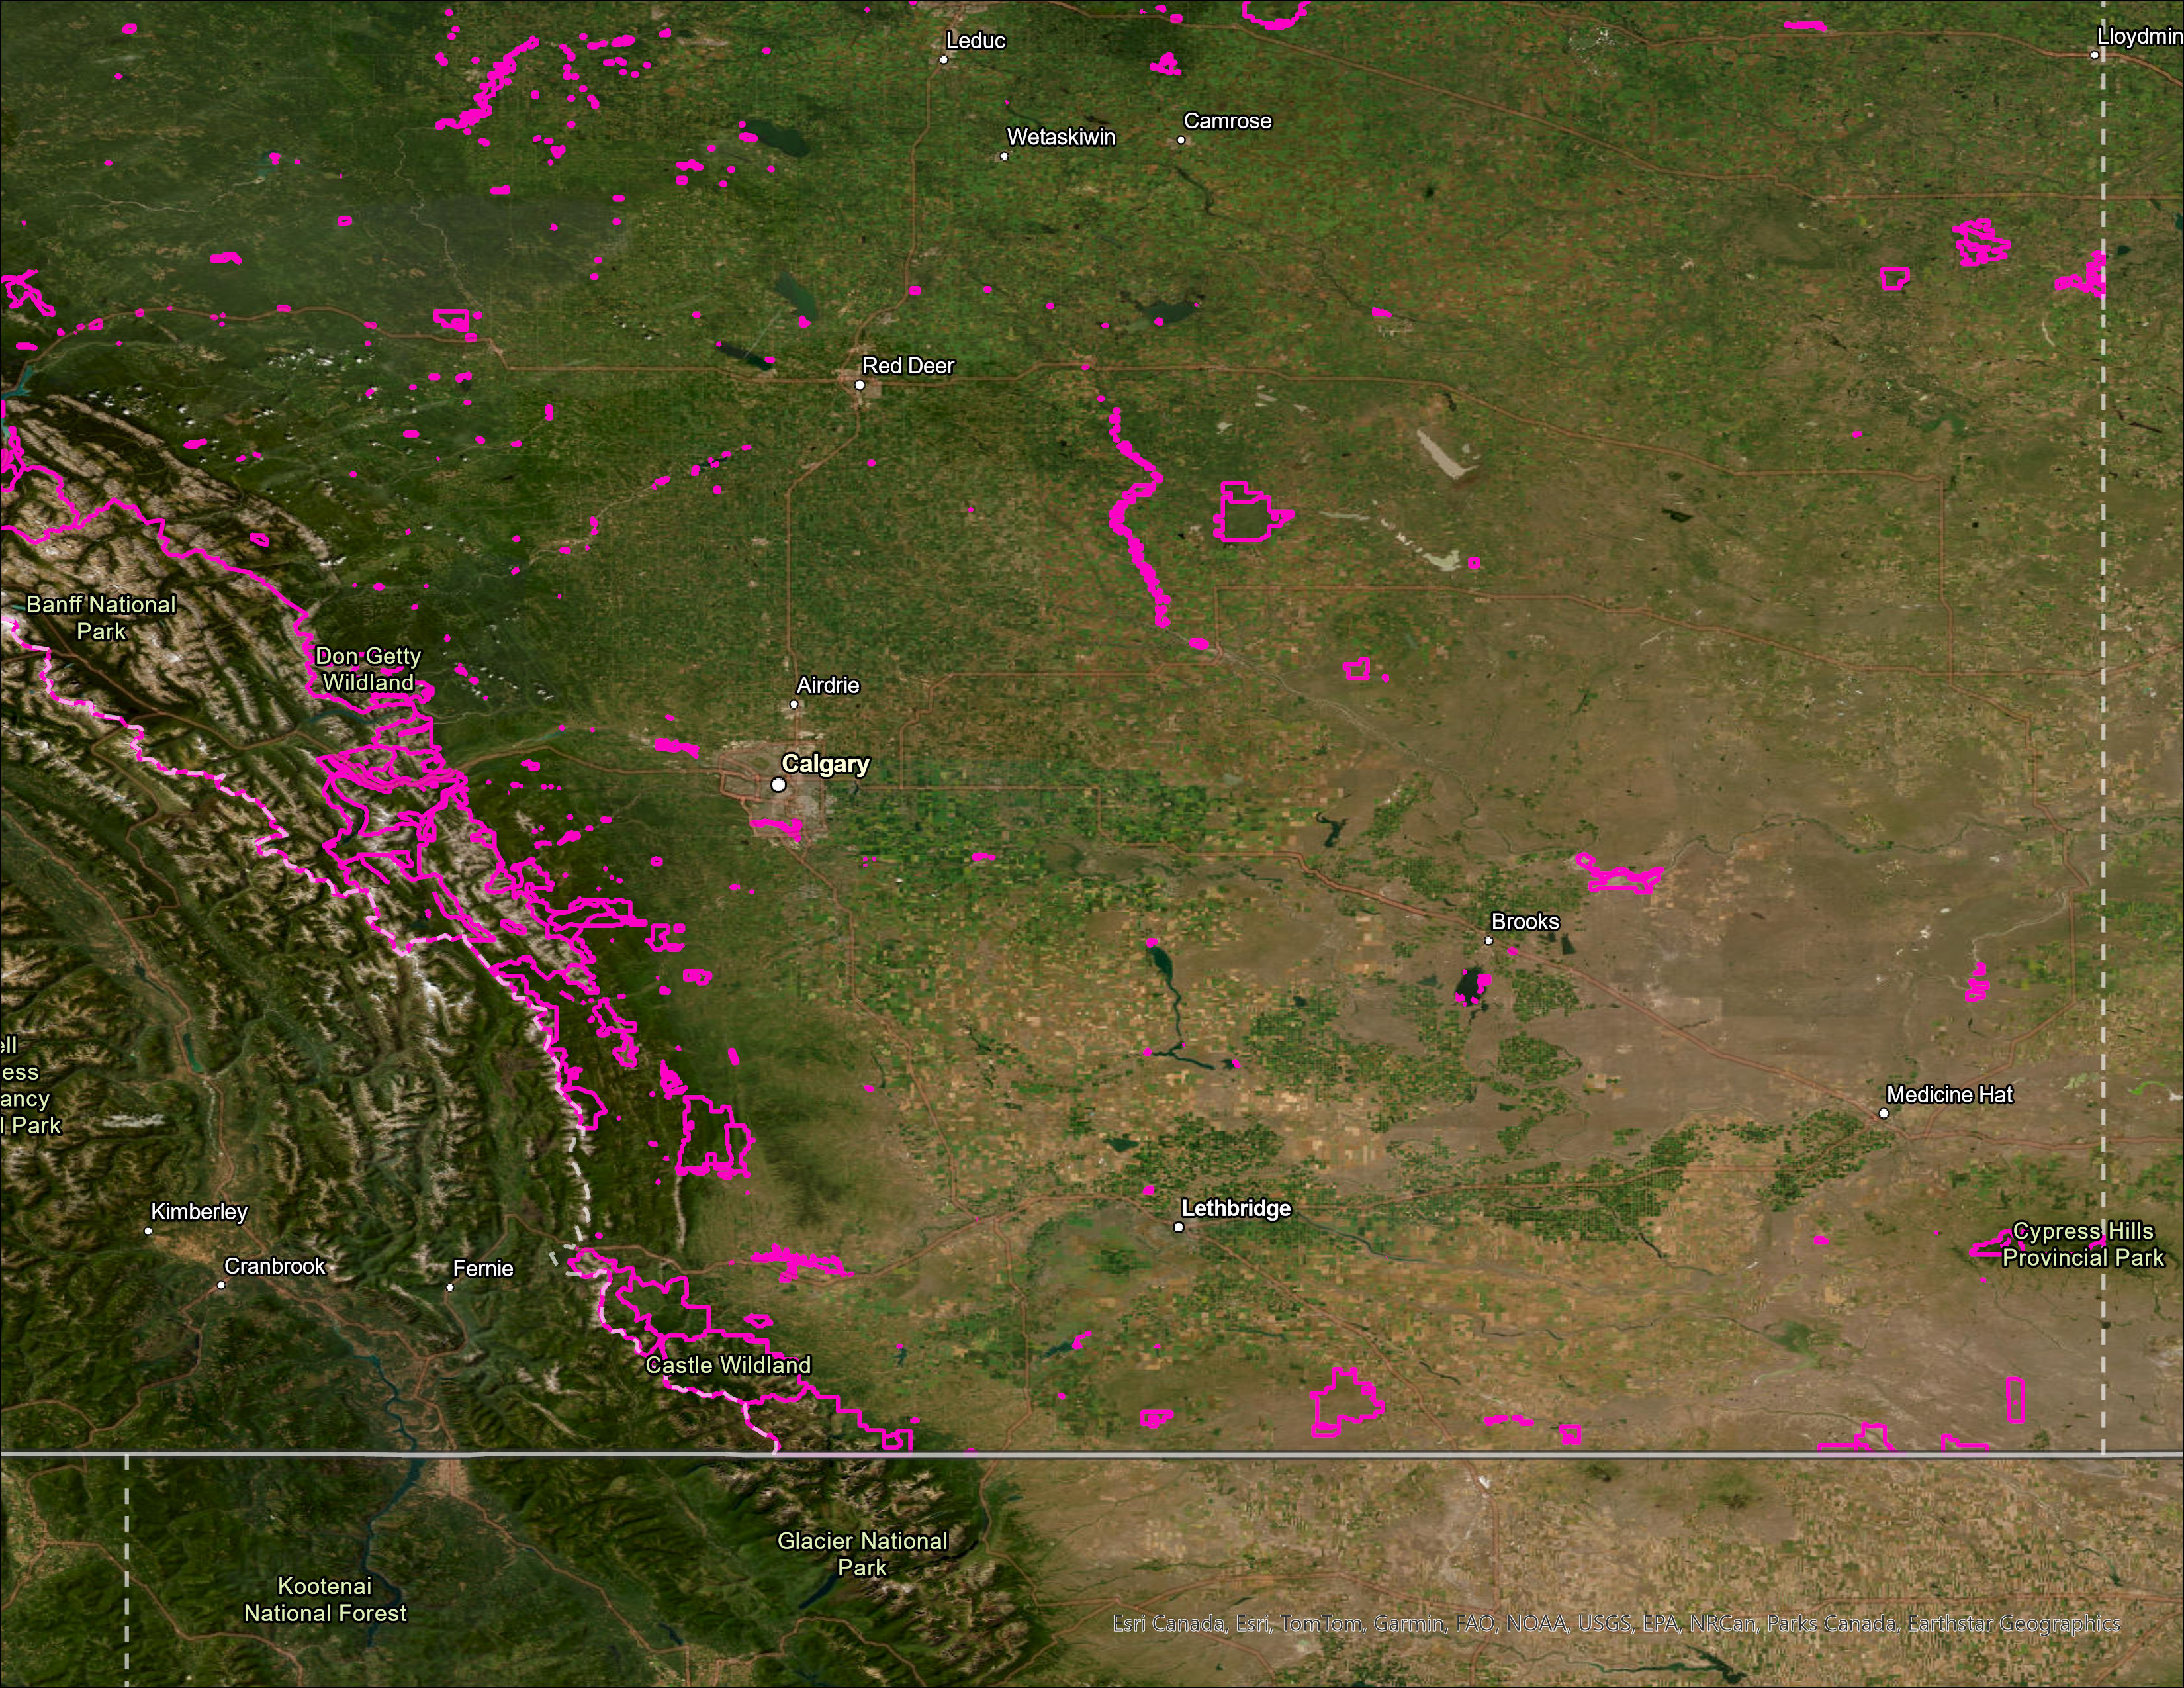 Leduc
Lloydmin
Camrose
Wetaskiwin
Red Deer
Banff National
Park
Don Getty
Wildland
Airdrie
Calgary
Brooks
ell
ess
ancy
l Park
Medicine Hat
Kimberley
Lethbridge
Cypress Hills
Provincial Park
Cranbrook
Fernie
Castle Wildland
Glacier National
Park
Kootenai
National Forest
Esri Canada, Esri, TomTom, Garmin, FAO, NOAA, USGS, EPA, NRCan, Parks Canada, Earthstar Geographics